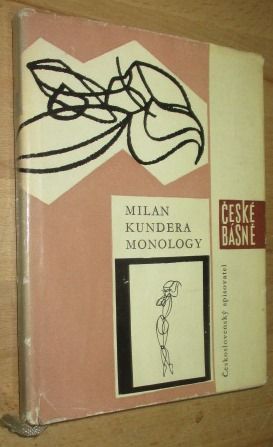 MILAN
KUNDERA
MONOLOGY
ČESKÉ
BÁSNĚ
Československý spisovatel